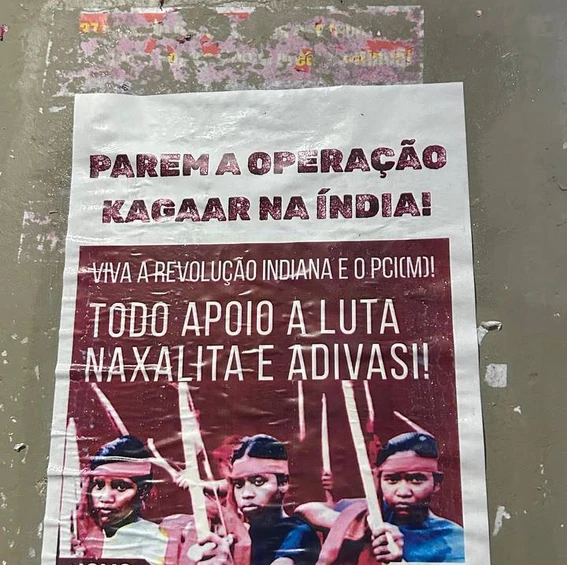 PAREM A OPERAÇÃO
KAGAAR NA ÍNDIA!
VIVA A REVOLUÇÃO INDIANA E O PCI(M)!
TODO APOIO A LUTA
NAXALITA E ADIVASI!